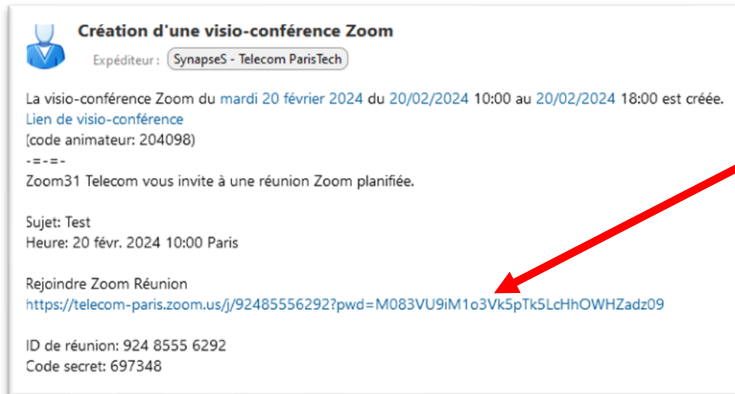 Création d'une visio-conférence Zoom
Expéditeur : SynapseS - Telecom ParisTech
La visio-conférence Zoom du mardi 20 février 2024 du 20/02/2024 10:00 au 20/02/2024 18:00 est créée.
Lien de visio-conférence
(code animateur: 204098)
-=-=-
Zoom31 Telecom vous invite à une réunion Zoom planifiée.
Sujet: Test
Heure: 20 févr. 2024 10:00 Paris
Rejoindre Zoom Réunion
https://telecom-paris.zoom.us/j/92485556292?pwd=M083VU9iM1o3Vk5pTk5LcHhOWHZadz09
ID de réunion: 924 8555 6292
Code secret: 697348